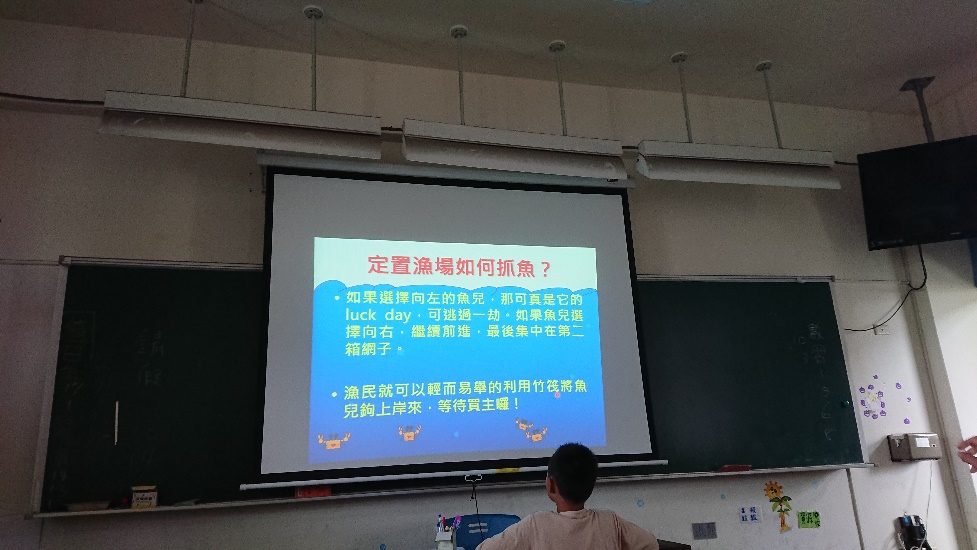 定置漁場如何抓魚？
• 如果選擇向左的魚兒，那可真是它的
luck day，可逃過一劫。如果魚兒選
擇向右，繼續前進，最後集中在第二
箱網子。
• 漁民就可以輕而易舉的利用竹筏將魚
兒鉤上岸來，等待買主囉！